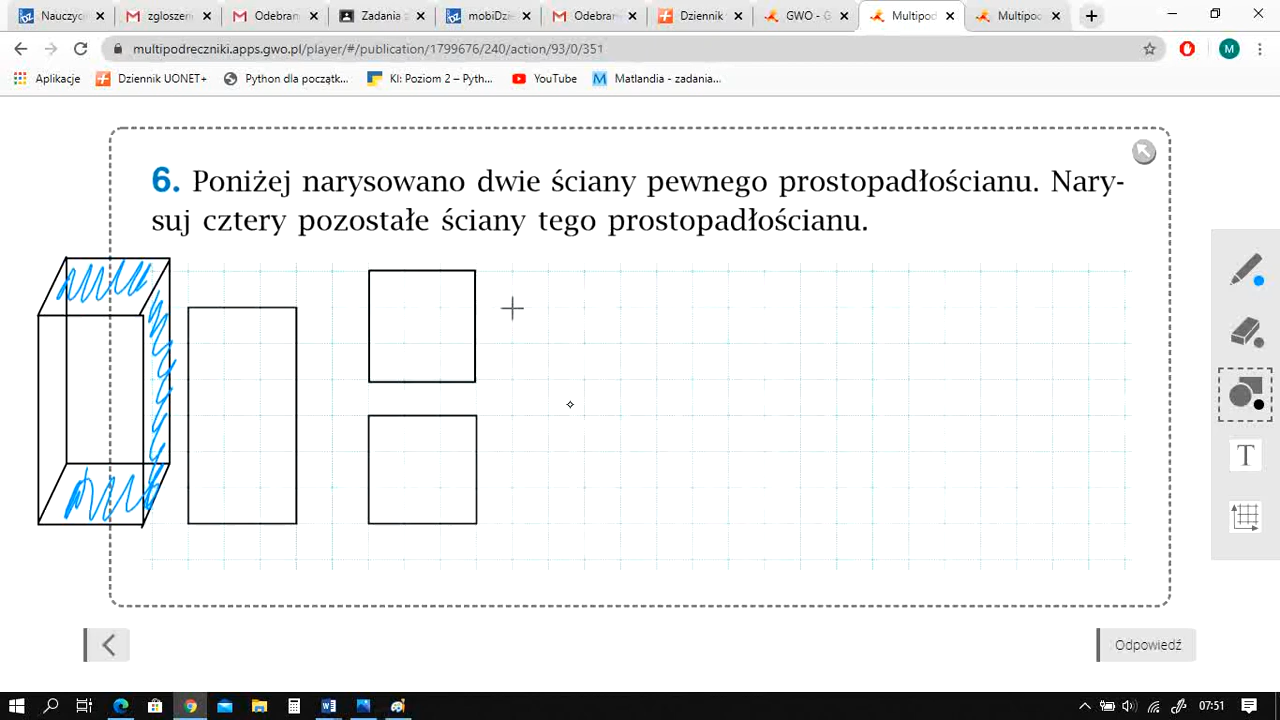 Nauczyc
zgloszen
Odebran
Zadania
mobiDzie
Odebran
Dziennik
GWO - G
Multipod
Multipod
multipodreczniki.apps.gwo.pl/player/#/publication/1799676/240/action/93/0/351
M
Aplikacje
Dziennik UONET+
Python dla początk...
KI: Poziom 2 – Pyth...
YouTube
M Matlandia - zadania...
6. Poniżej narysowano dwie ściany pewnego prostopadłościanu. Nary-
suj cztery pozostałe ściany tego prostopadłościanu.
T
Odpowiedź
07:51